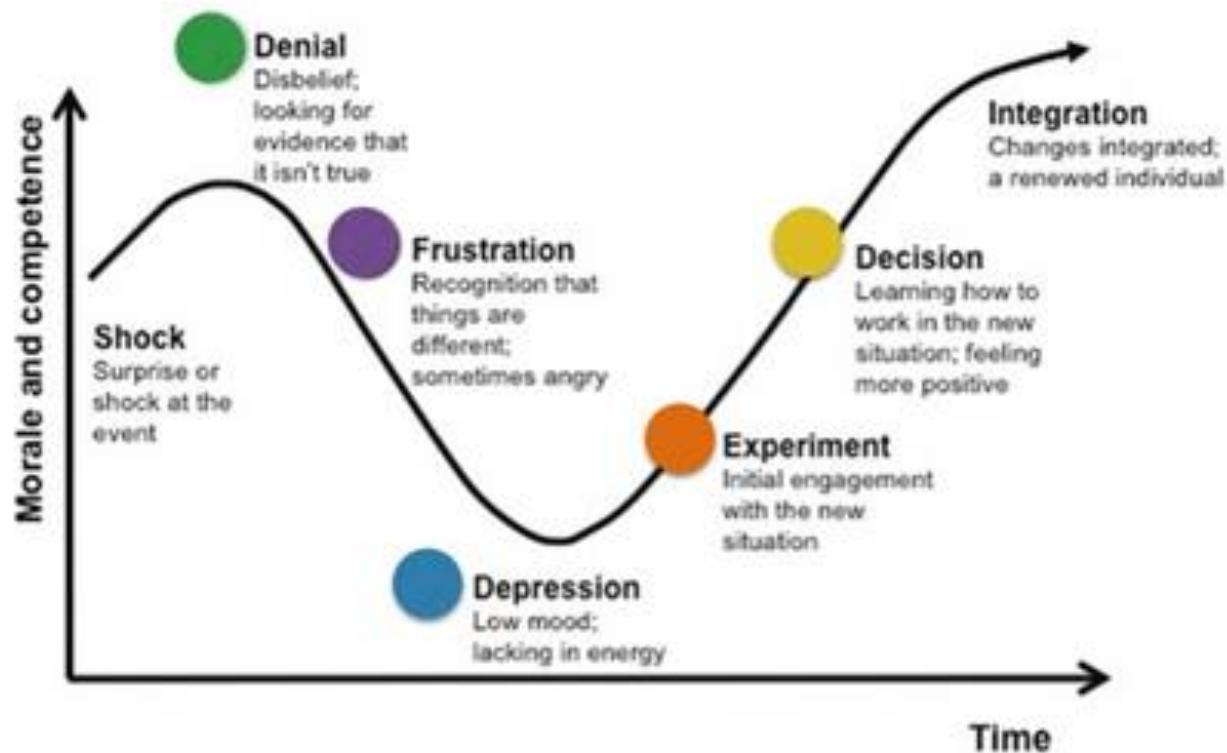 Morale and competence
Denial
Disbelief;
looking for
evidence that
it isn't true
Shock
Surprise or
shock at the
event
Frustration
Recognition that
things are
different;
sometimes angry
Depression
Low mood;
lacking in energy
Experiment
Initial engagement
with the new
situation
Decision
Learning how to
work in the new
situation; feeling
more positive
Integration
Changes integrated;
a renewed individual
Time